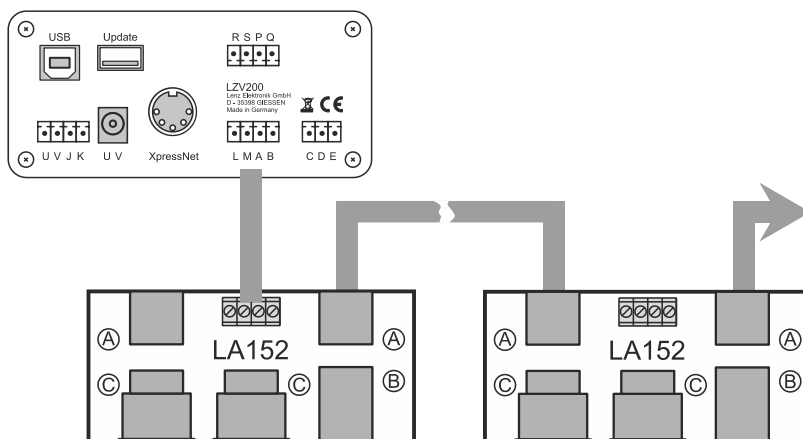 USB Update R S P Q
LZV200
Lenz Elektronik GmbH
D - 35398 GIESSEN
Made in Germany
CE
U V J K U V XpressNet L M A B C D E
A A A A
LA152 LA152
C C B C C B